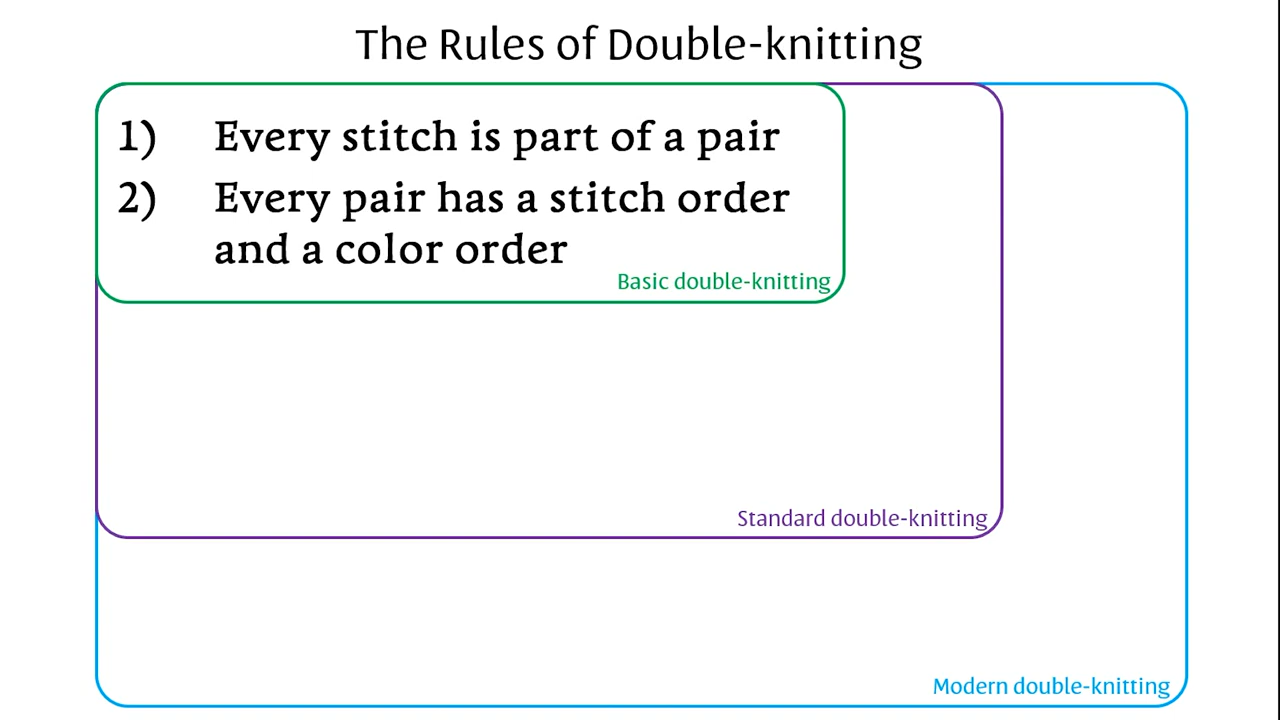 The Rules of Double-knitting
1) Every stitch is part of a pair
2) Every pair has a stitch order
and a color order
Basic double-knitting
Standard double-knitting
Modern double-knitting